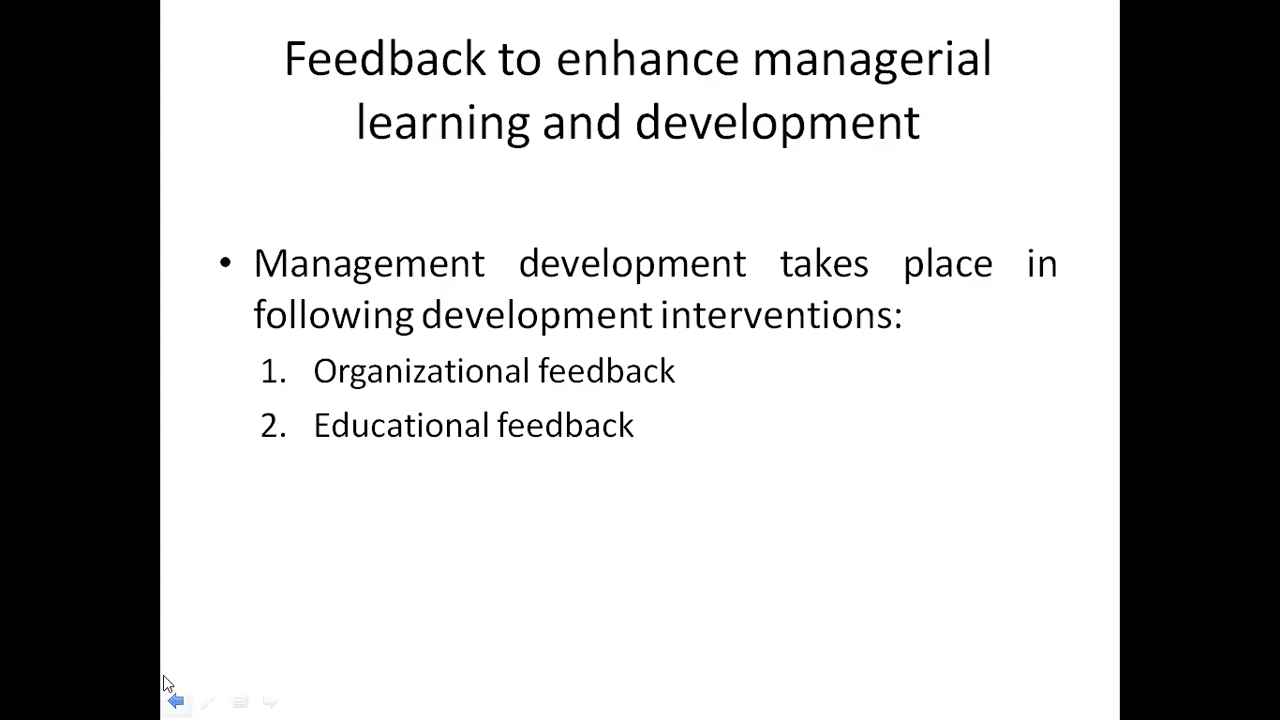 Feedback to enhance managerial
learning and development
• Management development takes place in
following development interventions:
1. Organizational feedback
2. Educational feedback